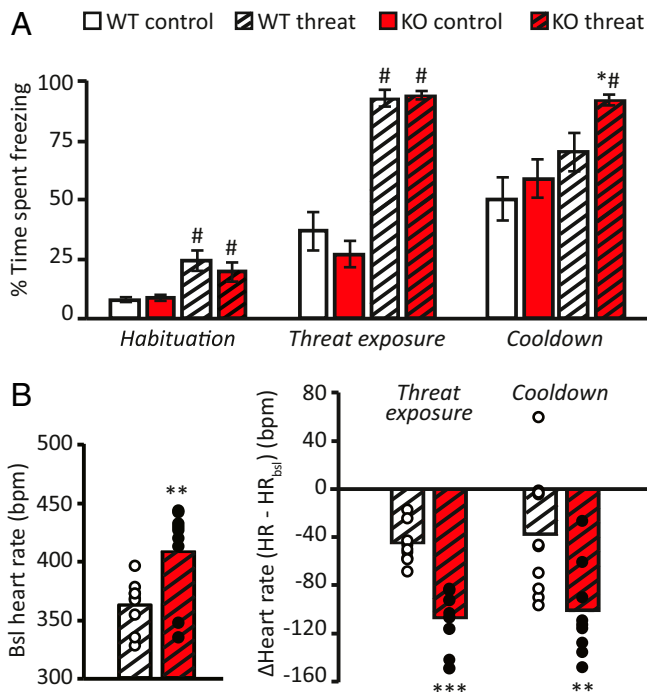 A
WT control WT threat KO control KO threat
% Time spent freezing
100
75
50
25
0
# # # # *#
Habituation Threat exposure Cooldown
B
Bsl heart rate (bpm)
500
450
400
350
300
**
ΔHeart rate (HR - HRbsl) (bpm)
80
40
0
-40
-80
-120
-160
Threat exposure
Cooldown
*** **